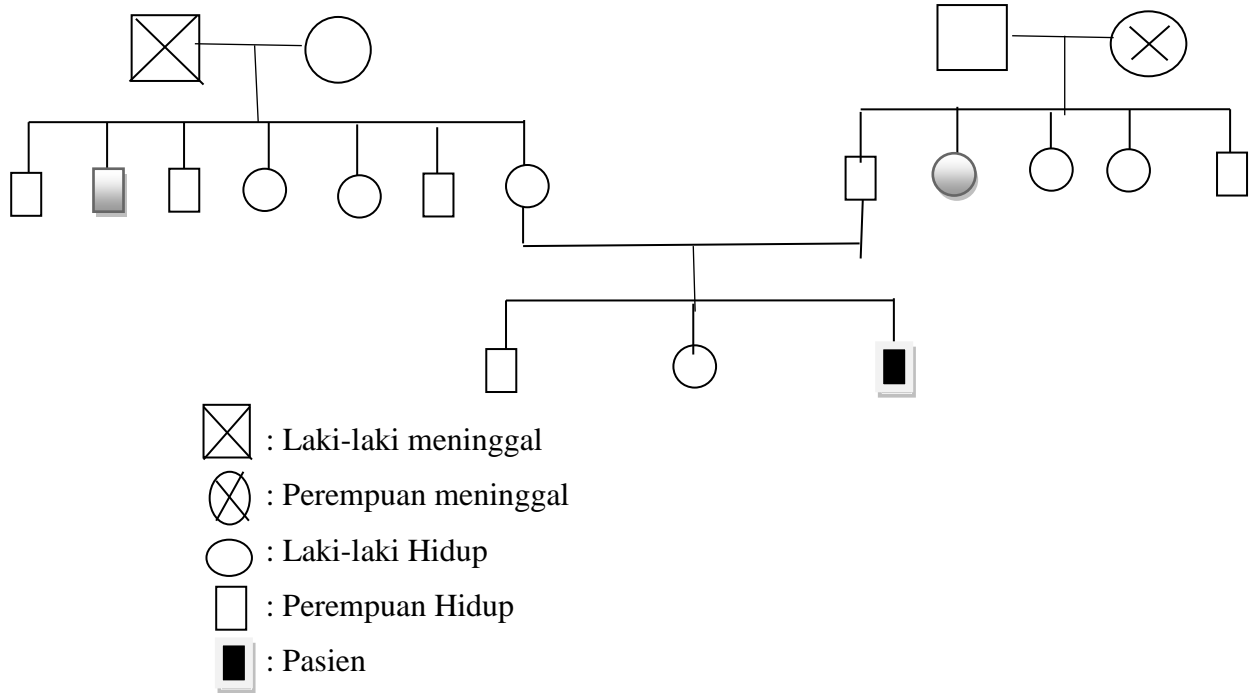 : Laki-laki meninggal
: Perempuan meninggal
: Laki-laki Hidup
: Perempuan Hidup
: Pasien